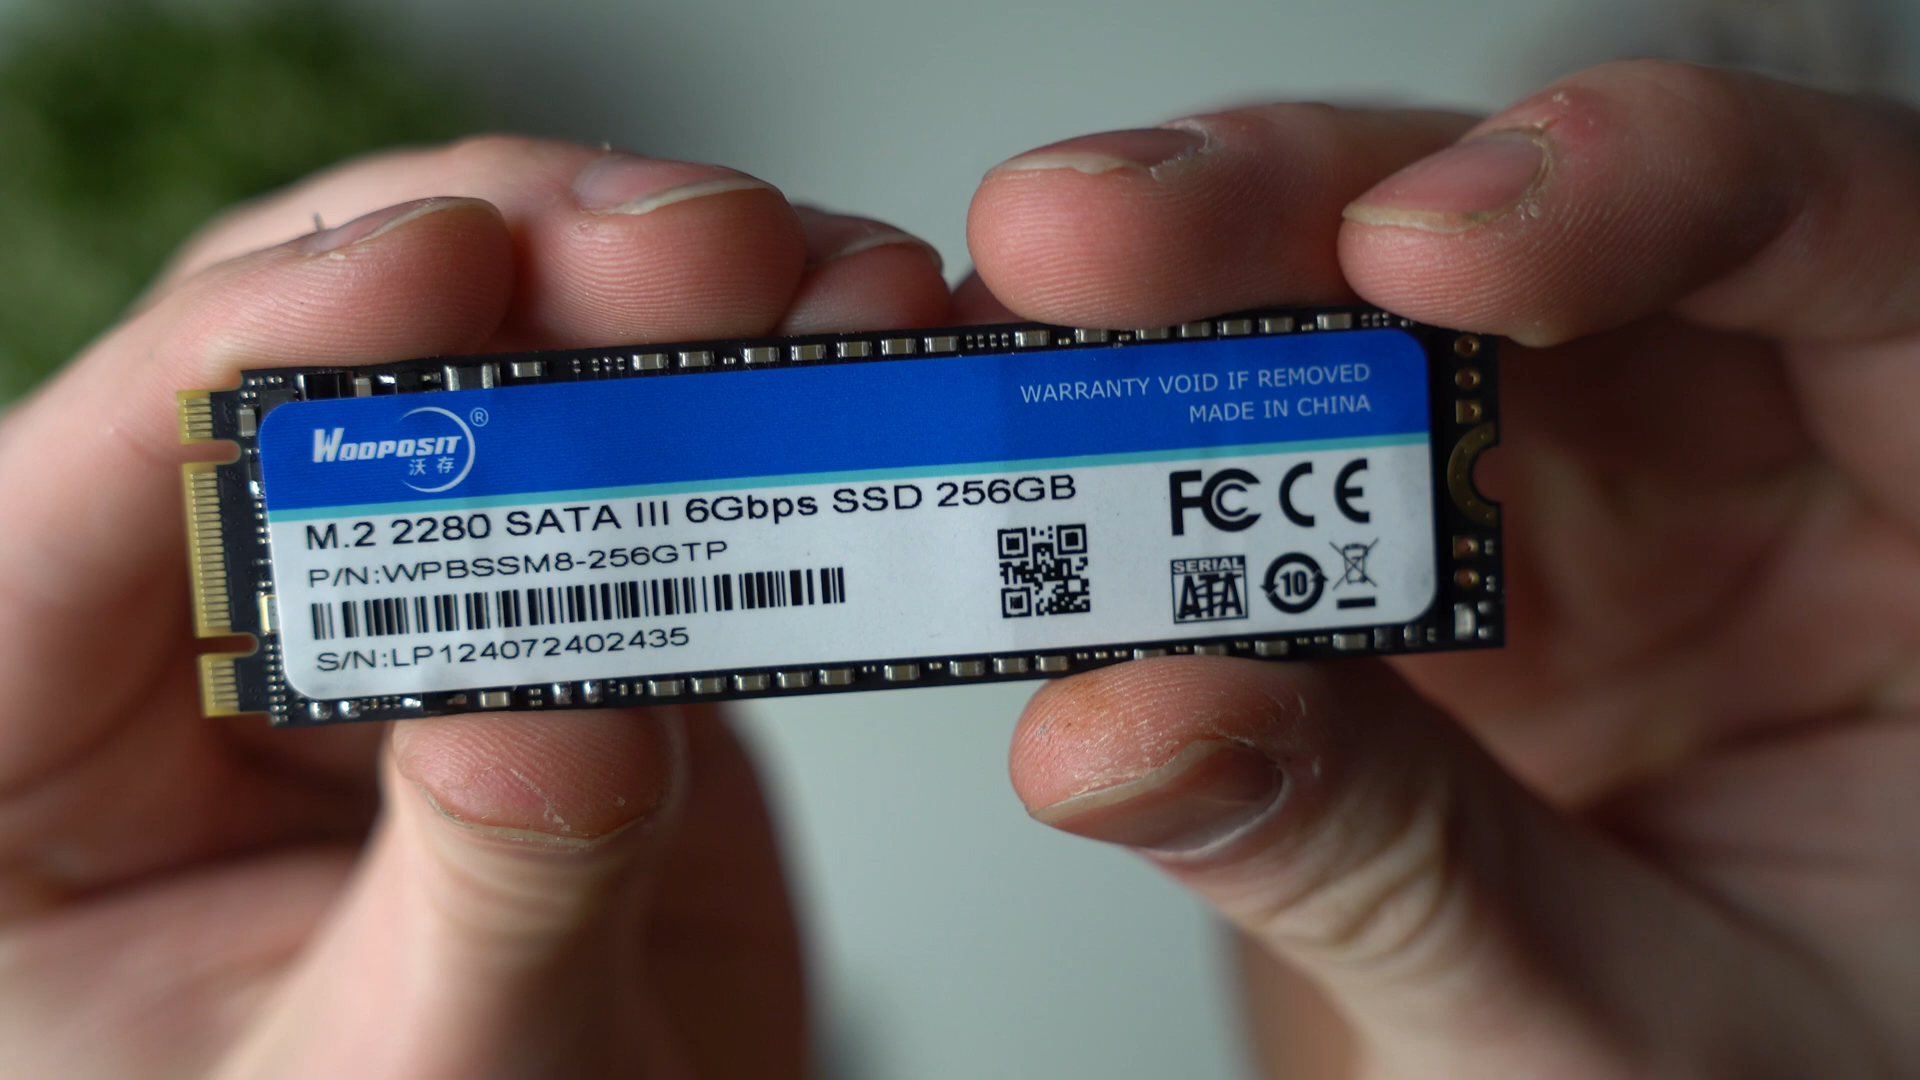 WODPOSIT®
沃存
WARRANTY VOID IF REMOVED
MADE IN CHINA
M.2 2280 SATA III 6Gbps SSD 256GB
P/N:WPBSSM8-256GTP
S/N:LP124072402435
FC CE
SERIAL
ATA
10